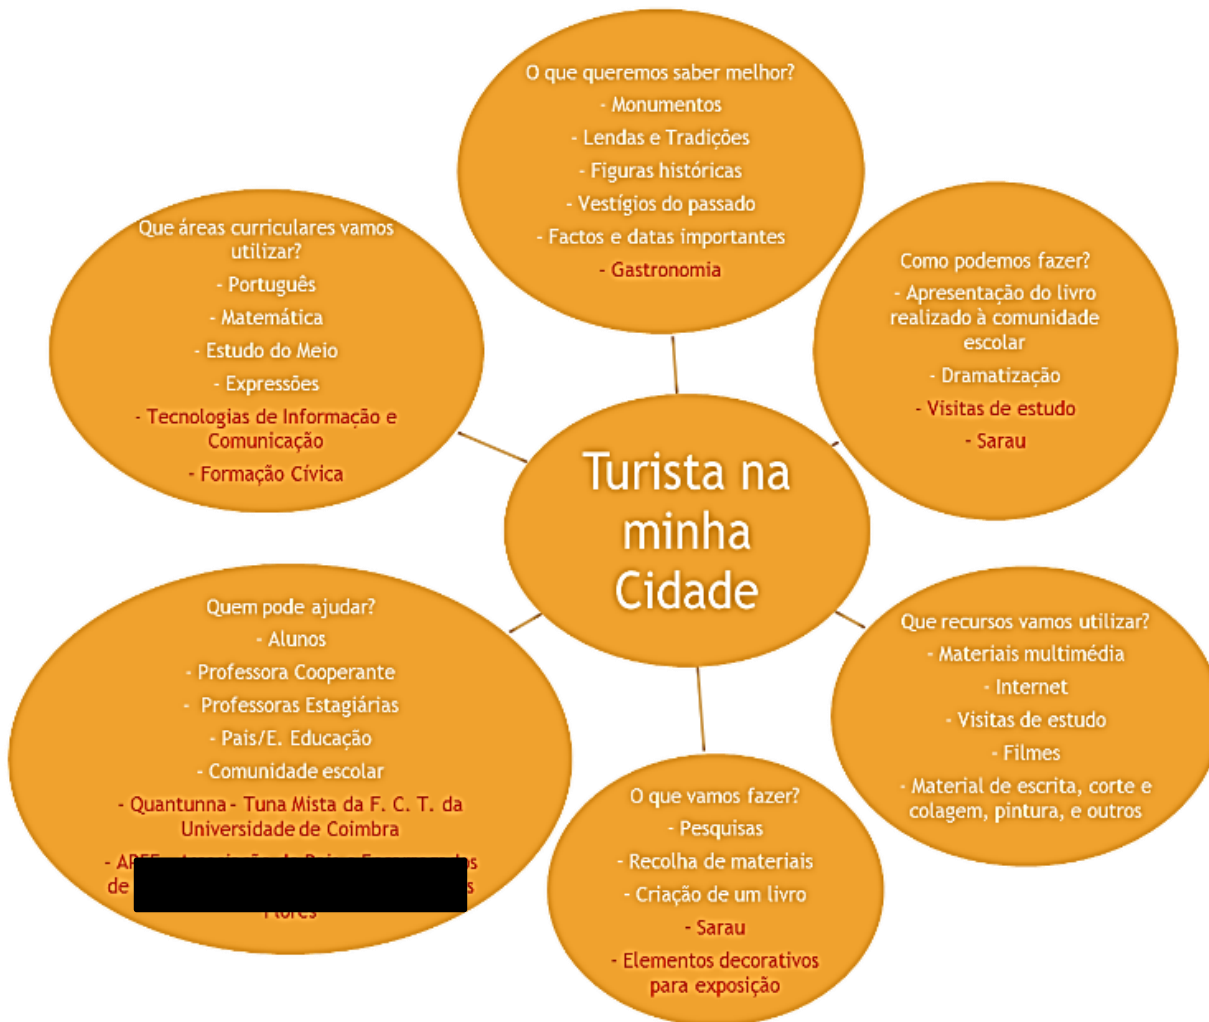 O que queremos saber melhor?
- Monumentos
- Lendas e Tradições
- Figuras históricas
- Vestígios do passado
- Factos e datas importantes
- Gastronomia
Que áreas curriculares vamos
utilizar?
- Português
- Matemática
- Estudo do Meio
- Expressões
- Tecnologias de Informação e
Comunicação
- Formação Cívica
Como podemos fazer?
- Apresentação do livro
realizado à comunidade
escolar
- Dramatização
- Visitas de estudo
- Sarau
Turista na
minha
Cidade
Quem pode ajudar?
- Alunos
- Professora Cooperante
- Professoras Estagiárias
- Pais/E. Educação
- Comunidade escolar
- Quantunna - Tuna Mista da F. C. T. da
Universidade de Coimbra
-
de
Flores
Que recursos vamos utilizar?
- Materiais multimédia
- Internet
- Visitas de estudo
- Filmes
- Material de escrita, corte e
colagem, pintura, e outros
O que vamos fazer?
- Pesquisas
- Recolha de materiais
- Criação de um livro
- Sarau
- Elementos decorativos
para exposição